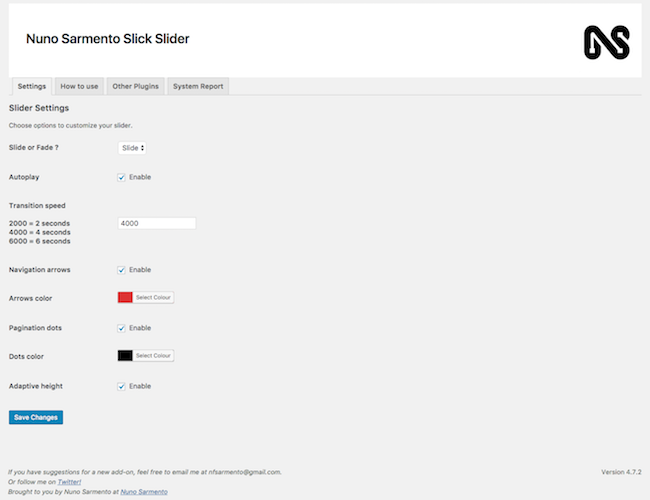 Nuno Sarmento Slick Slider
NS
Settings
How to use
Other Plugins
System Report
Slider Settings
Choose options to customize your slider.
Slide or Fade ?
Slide
Autoplay
Enable
Transition speed
2000 = 2 seconds
4000 = 4 seconds
6000 = 6 seconds
4000
Navigation arrows
Enable
Arrows color
Select Colour
Pagination dots
Enable
Dots color
Select Colour
Adaptive height
Enable
Save Changes
If you have suggestions for a new add-on, feel free to email me at nfsarmento@gmail.com.
Version 4.7.2
Or follow me on Twitter!
Brought to you by Nuno Sarmento at Nuno Sarmento